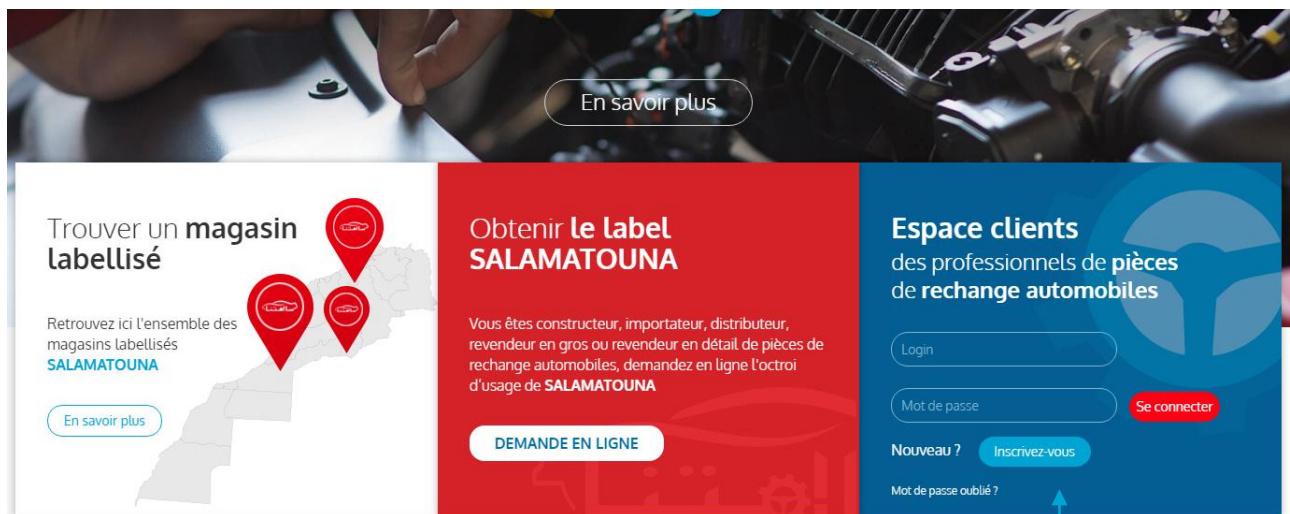 En savoir plus
Trouver un magasin
labellisé
Retrouvez ici l'ensemble des
magasins labellisés
SALAMATOUNA
En savoir plus
Obtenir le label
SALAMATOUNA
Vous êtes constructeur, importateur, distributeur,
revendeur en gros ou revendeur en détail de pièces de
rechange automobiles, demandez en ligne l'octroi
d'usage de SALAMATOUNA
DEMANDE EN LIGNE
Espace clients
des professionnels de pièces
de rechange automobiles
Login
Mot de passe
Se connecter
Nouveau ? Inscrivez-vous
Mot de passe oublié ?